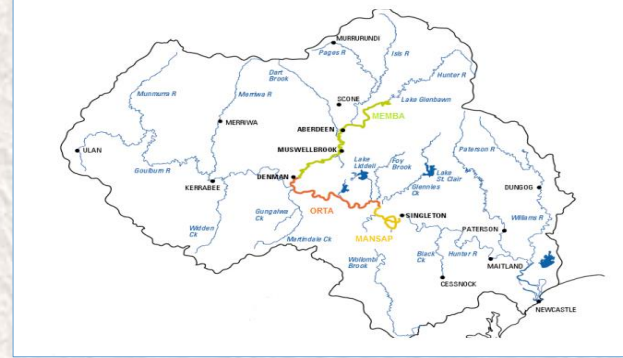 MURRURUNDI
Pages R
Isis R
Dart
Brook
Hunter R
Munmurra R
Merriwa R
SCONE
Lake Glenbawn
MEMBA
MERRIWA
ABERDEEN
ULAN
MUSWELLBROOK
Paterson R
Lake
Liddell
Foy
Brook
Goulburn R
Lake
St. Clair
DENMAN
KERRABEE
Glennies
Ck
DUNGOG
ORTA
Gungalwa
Ck
SINGLETON
Williams R
Widden
Ck
PATERSON
MANSAP
Martindale Ck
Wollombi
Brook
Black
Ck
Hunter R
MAITLAND
CESSNOCK
NEWCASTLE